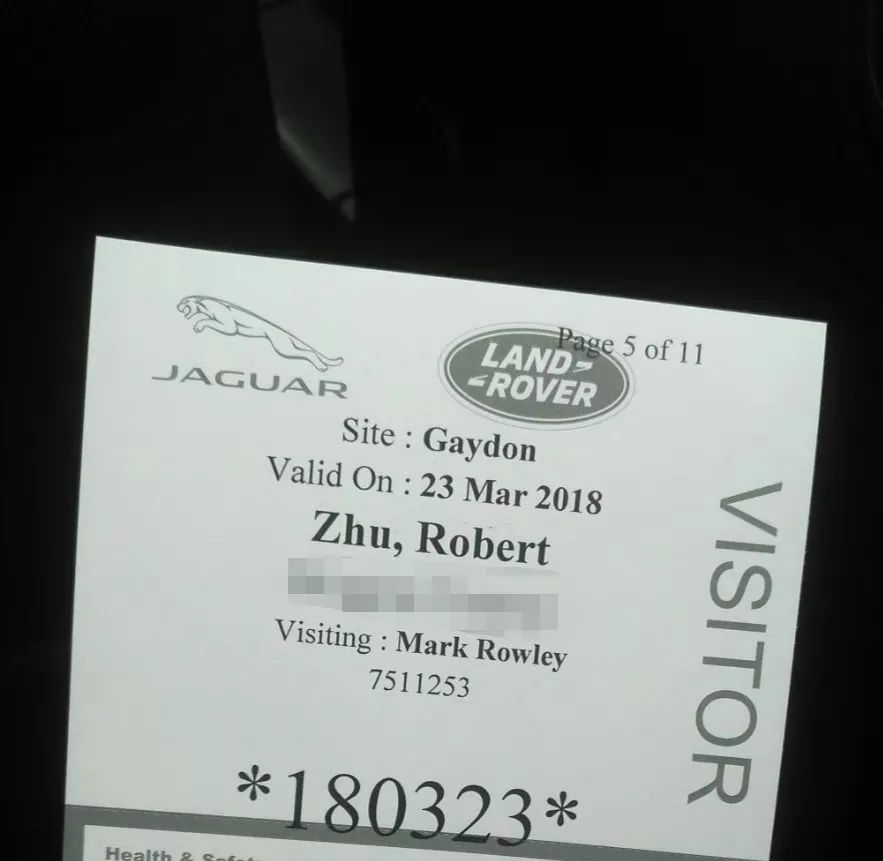 JAGUAR
LAND
ROVER
Page 5 of 11
Site : Gaydon
Valid On : 23 Mar 2018
Zhu, Robert
Visiting : Mark Rowley
7511253
*180323*
VISITOR
Health &